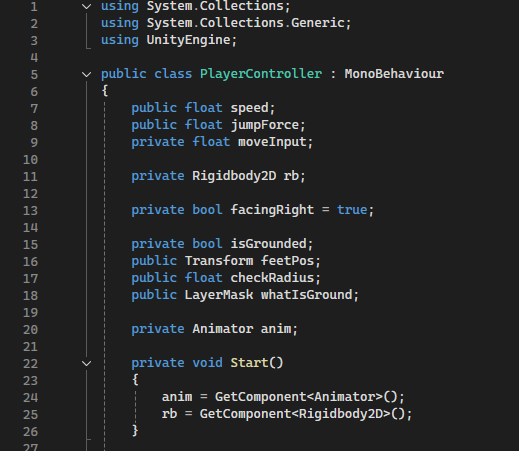 1 using System.Collections;
2 using System.Collections.Generic;
3 using UnityEngine;
4
5 public class PlayerController : MonoBehaviour
6 {
7 public float speed;
8 public float jumpForce;
9 private float moveInput;
10
11 private Rigidbody2D rb;
12
13 private bool facingRight = true;
14
15 private bool isGrounded;
16 public Transform feetPos;
17 public float checkRadius;
18 public LayerMask whatIsGround;
19
20 private Animator anim;
21
22 private void Start()
23 {
24 anim = GetComponent<Animator>();
25 rb = GetComponent<Rigidbody2D>();
26 }
27